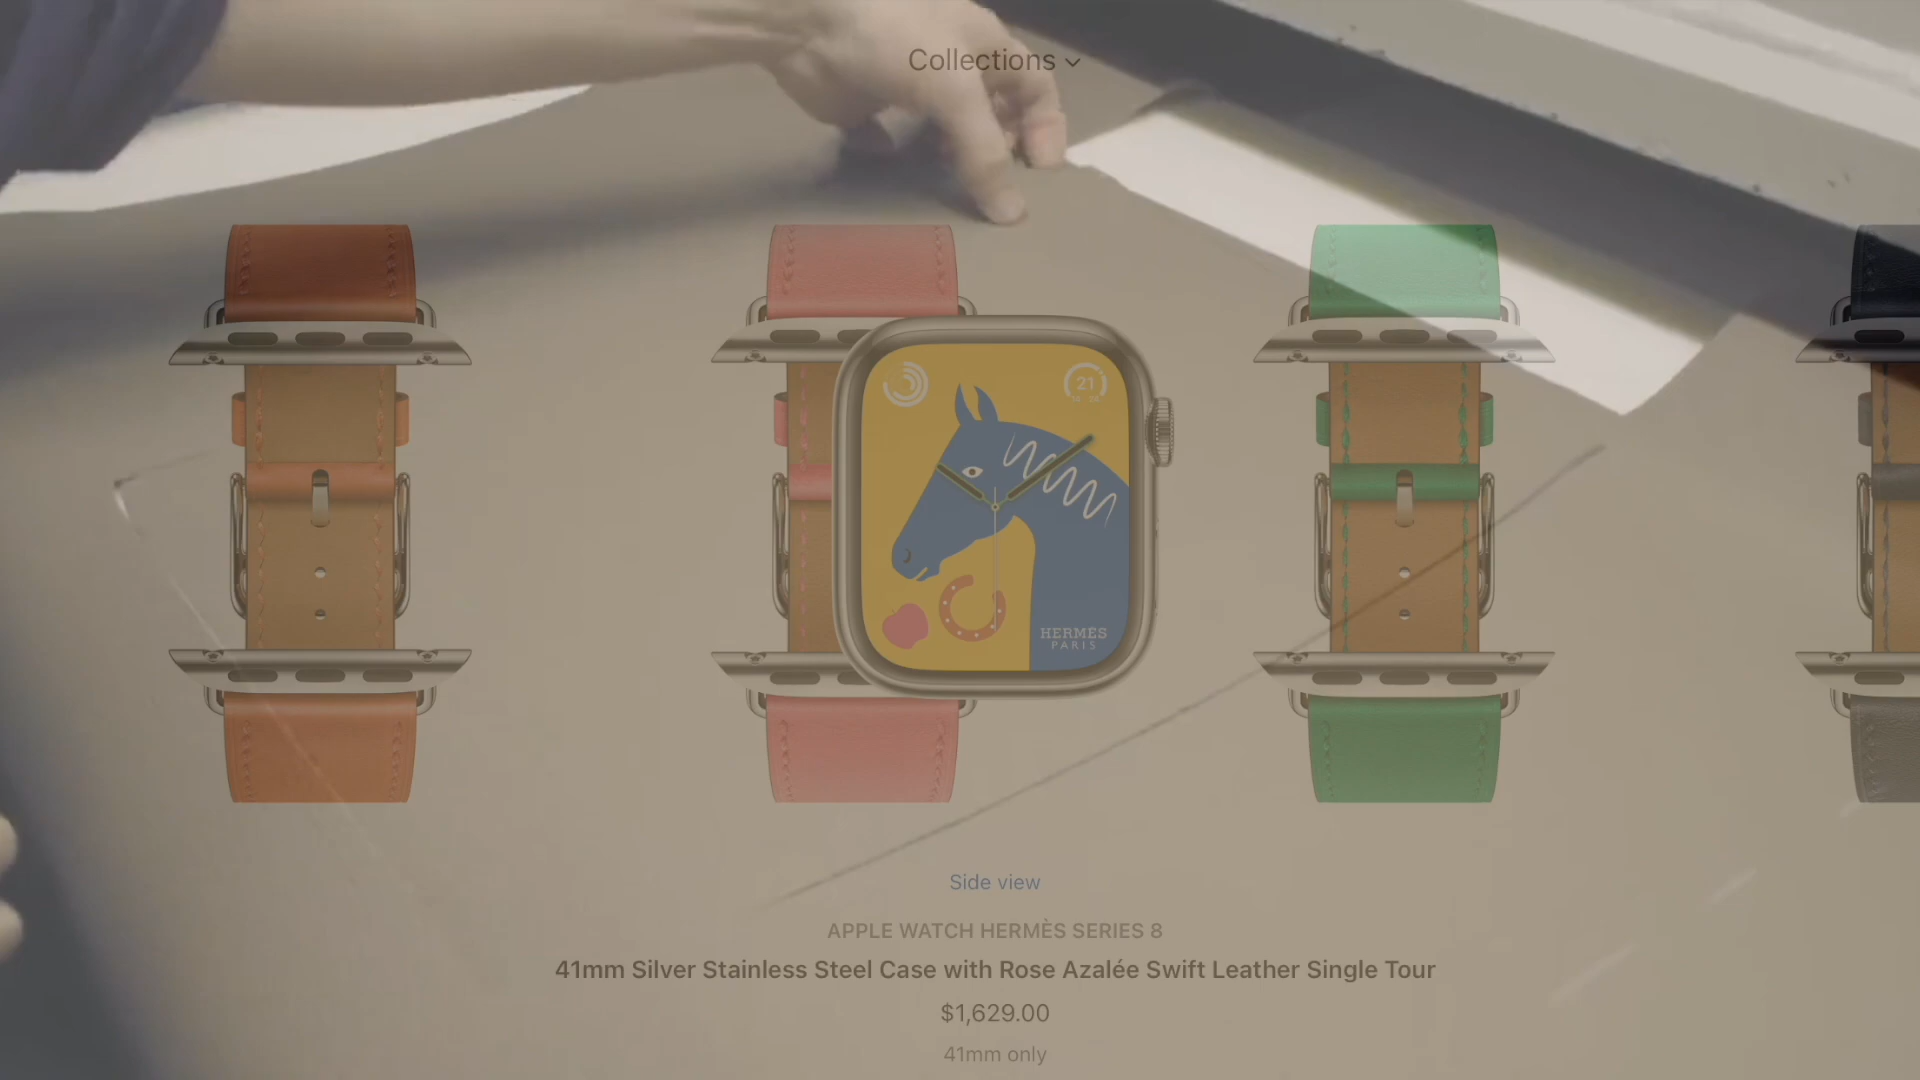 Collections
21
HERMÈS
PARIS
Side view
APPLE WATCH HERMÈS SERIES 8
41mm Silver Stainless Steel Case with Rose Azalée Swift Leather Single Tour
$1,629.00
41mm only